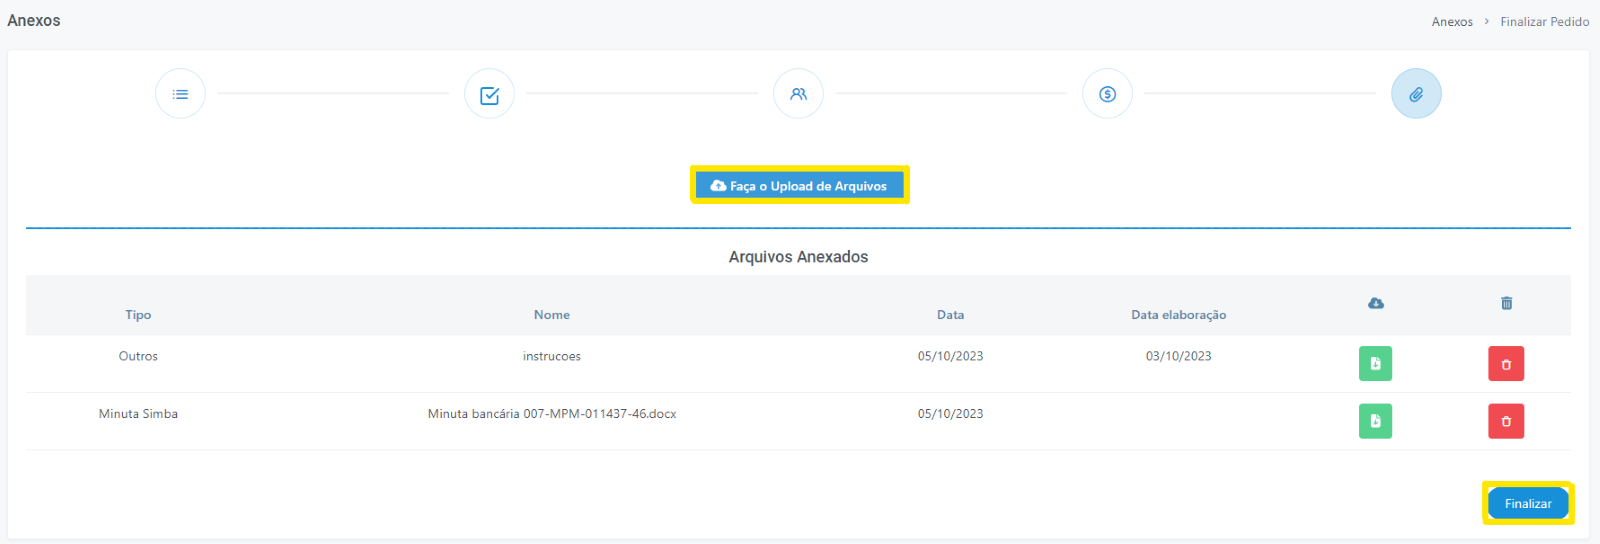 Anexos
Anexos > Finalizar Pedido
Faça o Upload de Arquivos
Arquivos Anexados
Tipo Nome Data Data elaboração
Outros instrucoes 05/10/2023 03/10/2023
Minuta Simba Minuta bancária 007-MPM-011437-46.docx 05/10/2023
Finalizar